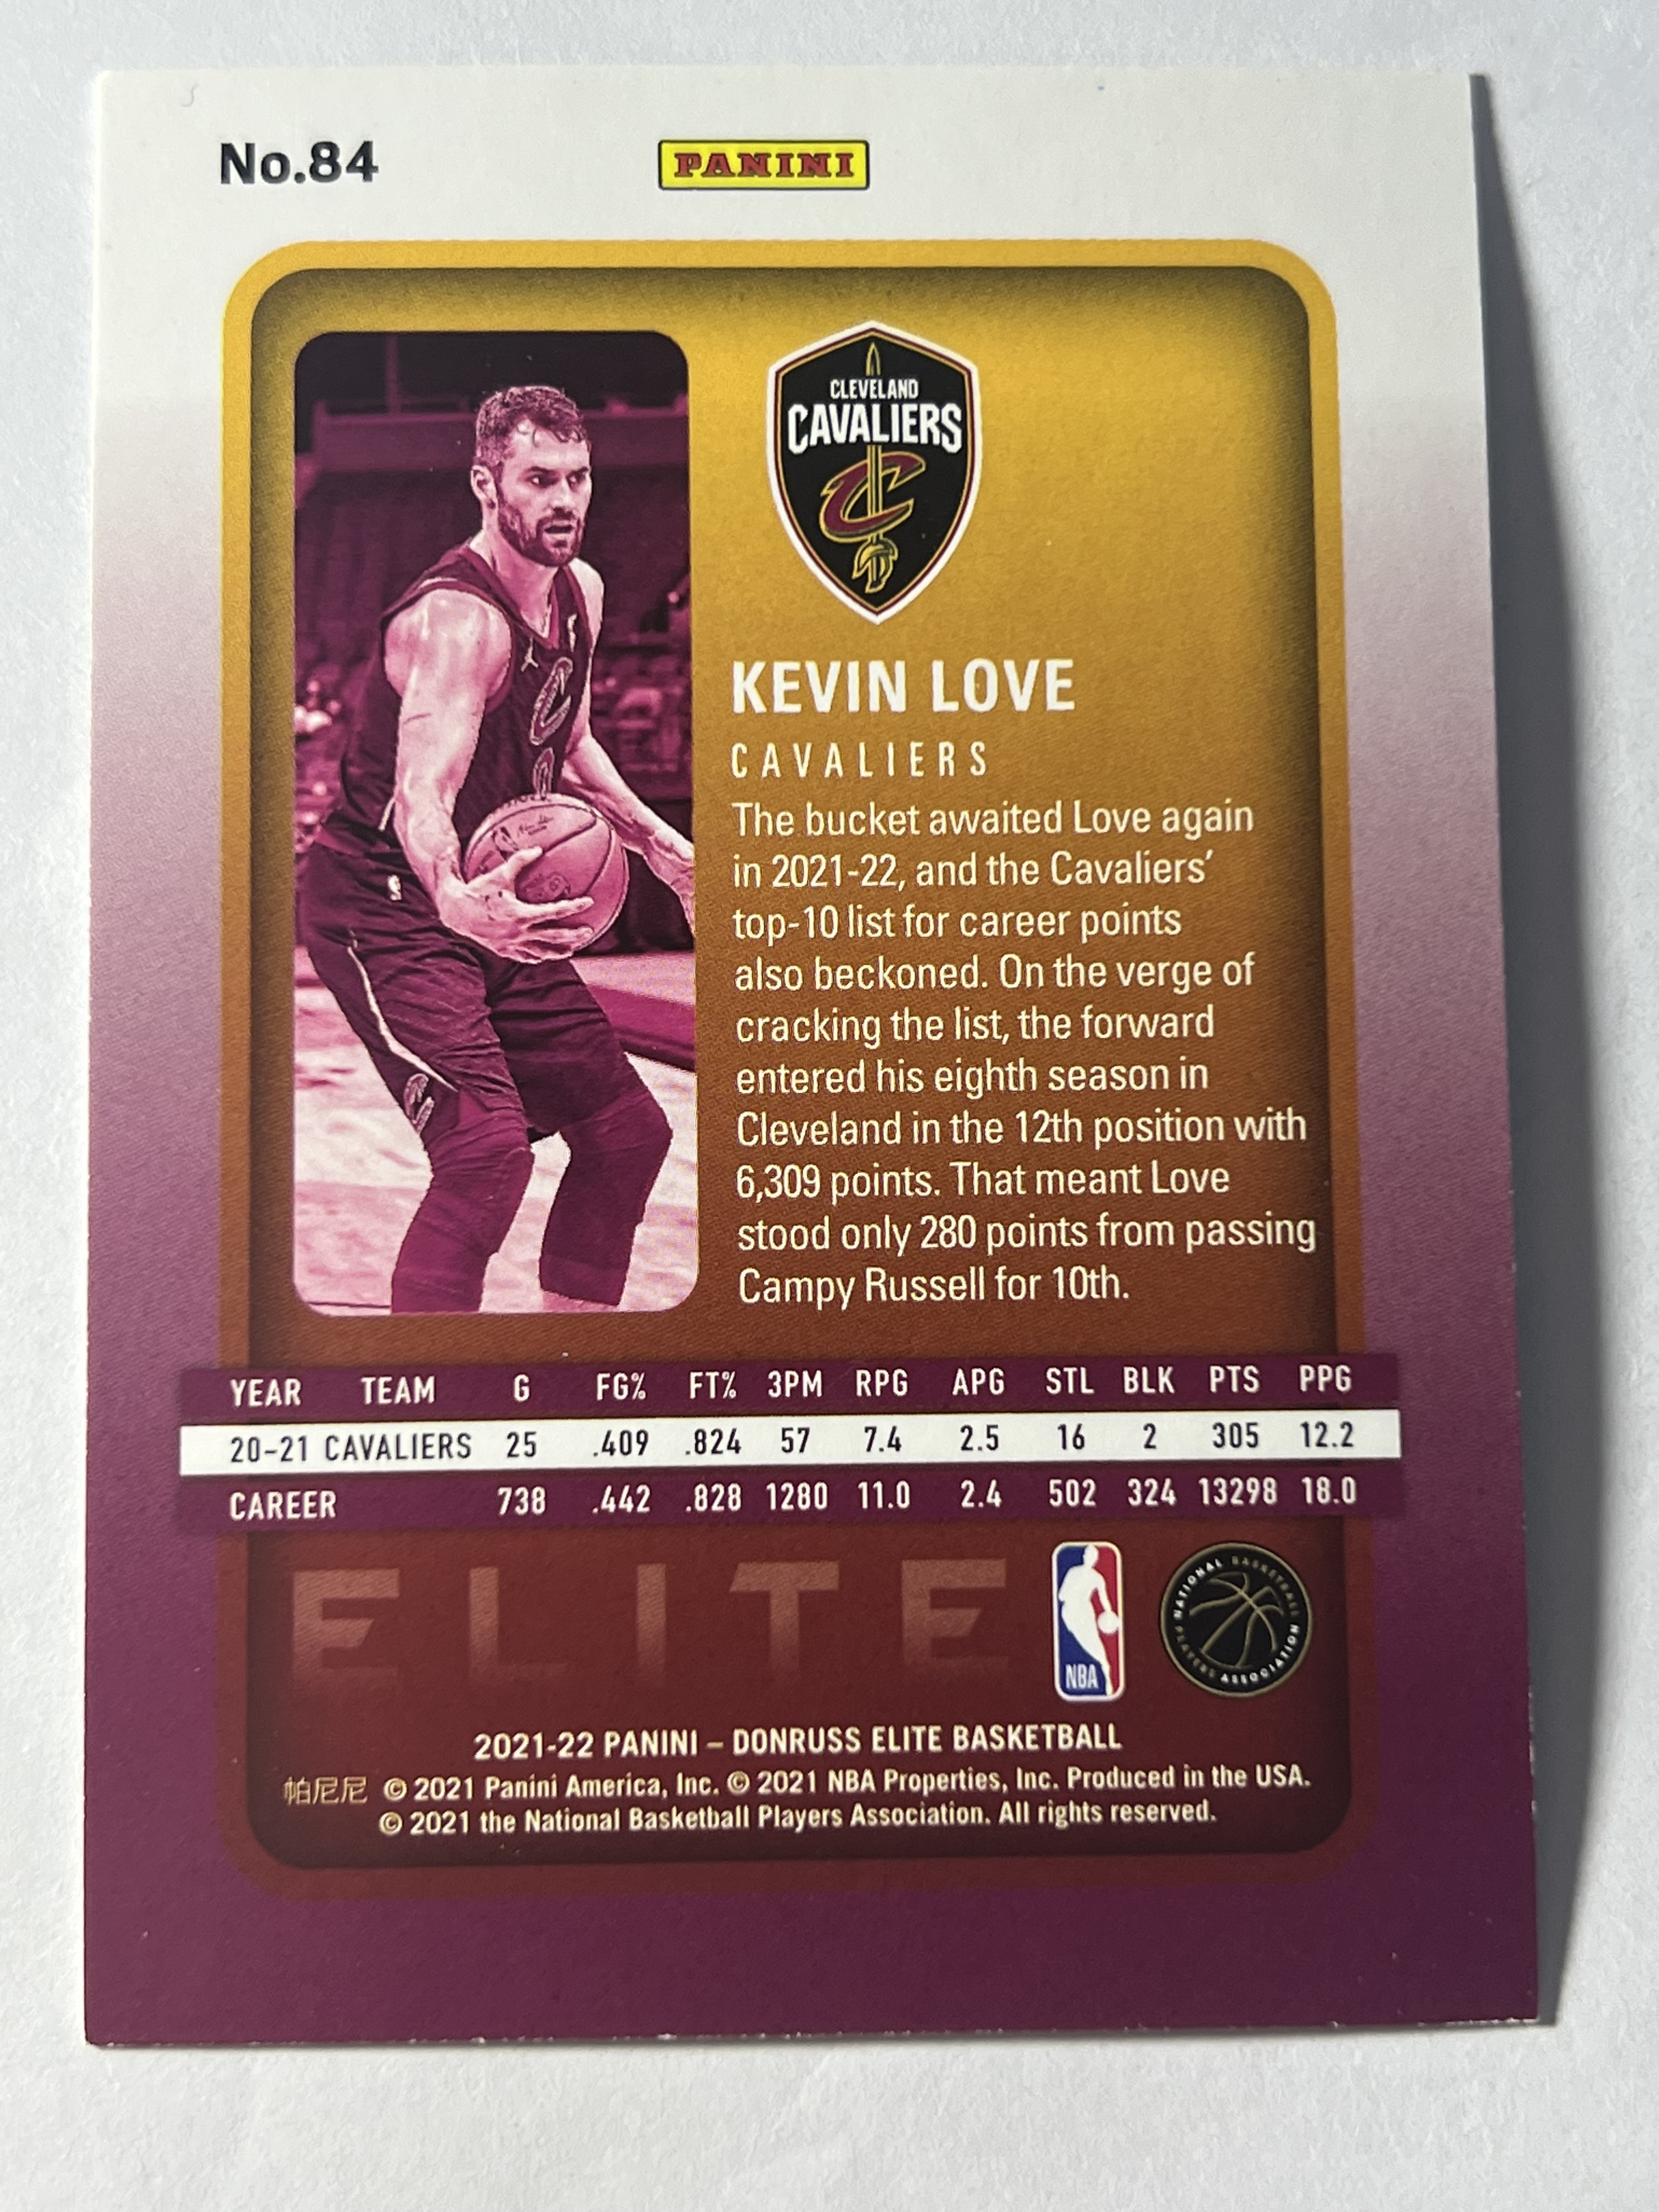 No.84
PANINI
CLEVELAND
CAVALIERS
KEVIN LOVE
CAVALIERS
The bucket awaited Love again
in 2021-22, and the Cavaliers'
top-10 list for career points
also beckoned. On the verge of
cracking the list, the forward
entered his eighth season in
Cleveland in the 12th position with
6,309 points. That meant Love
stood only 280 points from passing
Campy Russell for 10th.
YEAR TEAM G FG% FT% 3PM RPG APG STL BLK PTS PPG
20-21 CAVALIERS 25 .409 .824 57 7.4 2.5 16 2 305 12.2
CAREER 738 .442 .828 1280 11.0 2.4 502 324 13298 18.0
ELITE
NBA
NATIONAL BASKETBALL
PLAYERS ASSOCIATION
2021-22 PANINI – DONRUSS ELITE BASKETBALL
帕尼尼 © 2021 Panini America, Inc. © 2021 NBA Properties, Inc. Produced in the USA.
© 2021 the National Basketball Players Association. All rights reserved.